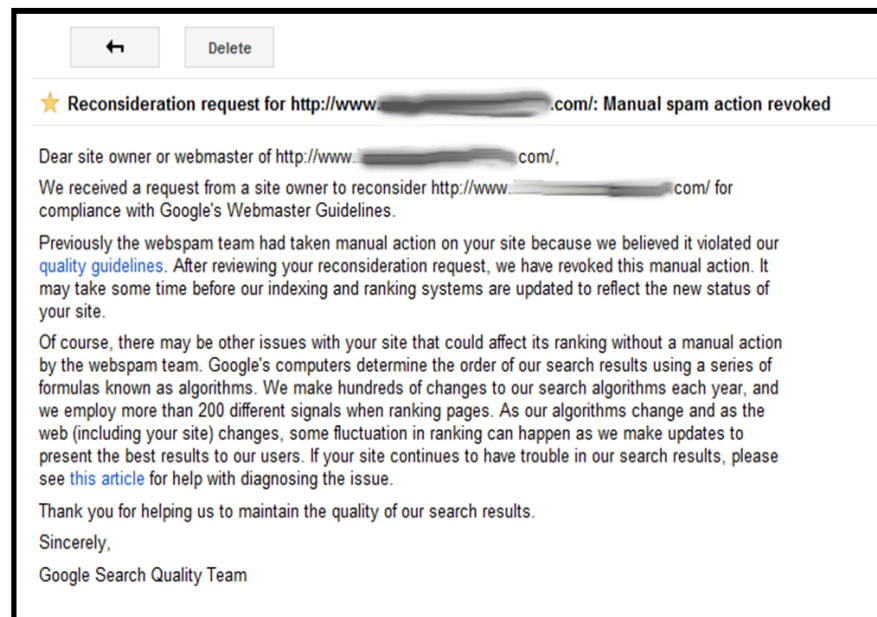 Delete
Reconsideration request for http://www. .com/: Manual spam action revoked
Dear site owner or webmaster of http://www. .com/,
We received a request from a site owner to reconsider http://www. com/ for
compliance with Google's Webmaster Guidelines.
Previously the webspam team had taken manual action on your site because we believed it violated our
quality guidelines. After reviewing your reconsideration request, we have revoked this manual action. It
may take some time before our indexing and ranking systems are updated to reflect the new status of
your site.
Of course, there may be other issues with your site that could affect its ranking without a manual action
by the webspam team. Google's computers determine the order of our search results using a series of
formulas known as algorithms. We make hundreds of changes to our search algorithms each year, and
we employ more than 200 different signals when ranking pages. As our algorithms change and as the
web (including your site) changes, some fluctuation in ranking can happen as we make updates to
present the best results to our users. If your site continues to have trouble in our search results, please
see this article for help with diagnosing the issue.
Thank you for helping us to maintain the quality of our search results.
Sincerely,
Google Search Quality Team